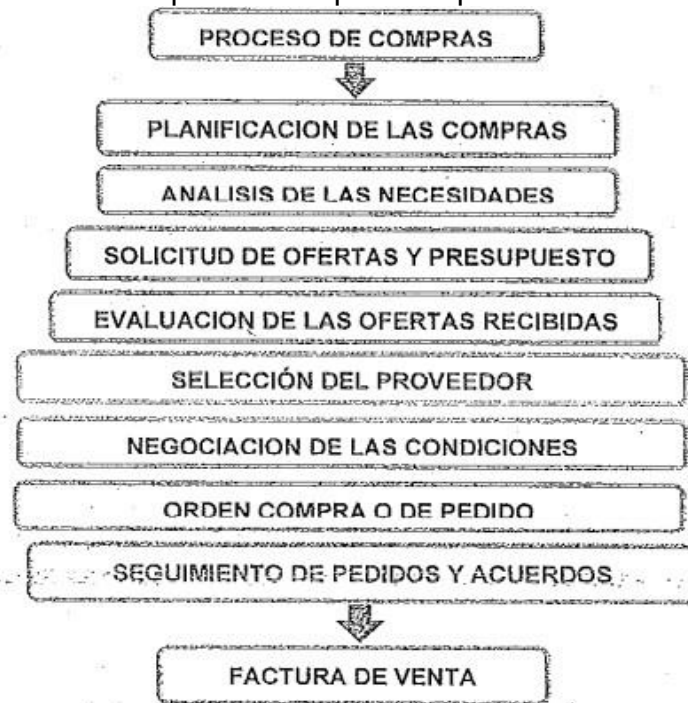 PROCESO DE COMPRAS
PLANIFICACION DE LAS COMPRAS
ANALISIS DE LAS NECESIDADES
SOLICITUD DE OFERTAS Y PRESUPUESTO
EVALUACION DE LAS OFERTAS RECIBIDAS
SELECCIÓN DEL PROVEEDOR
NEGOCIACION DE LAS CONDICIONES
ORDEN COMPRA O DE PEDIDO
SEGUIMIENTO DE PEDIDOS Y ACUERDOS
FACTURA DE VENTA